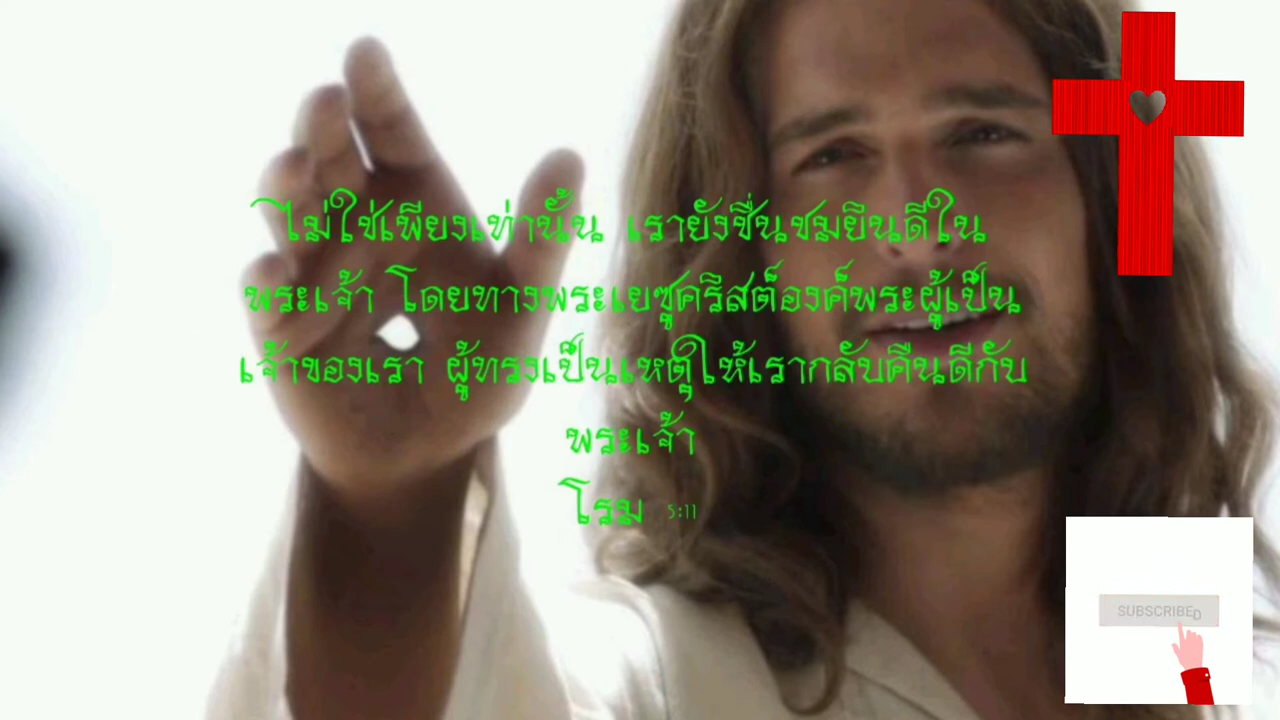 ไม่ใช่เพียงเท่านั้น เรายังชื่นชมยินดีใน
พระเจ้า โดยทางพระเยซูคริสต์องค์พระผู้เป็น
เจ้าของเรา ผู้ทรงเป็นเหตุให้เรากลับคืนดีกับ
พระเจ้า
โรม 5:11
SUBSCRIBED